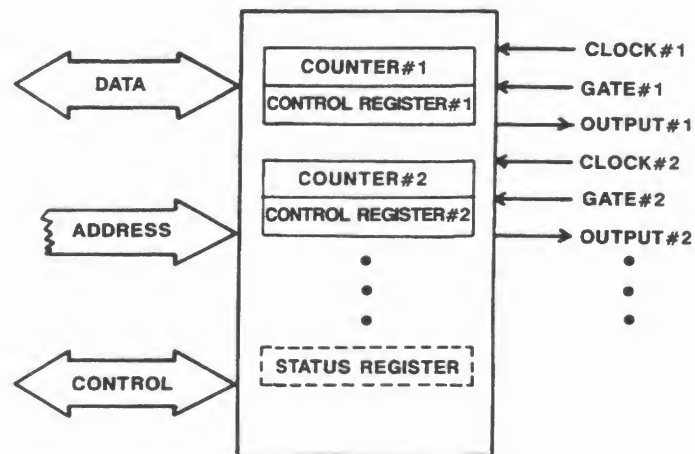 DATA
ADDRESS
CONTROL
COUNTER#1
CONTROL REGISTER#1
COUNTER#2
CONTROL REGISTER#2
STATUS REGISTER
CLOCK#1
GATE#1
OUTPUT#1
CLOCK#2
GATE#2
OUTPUT#2